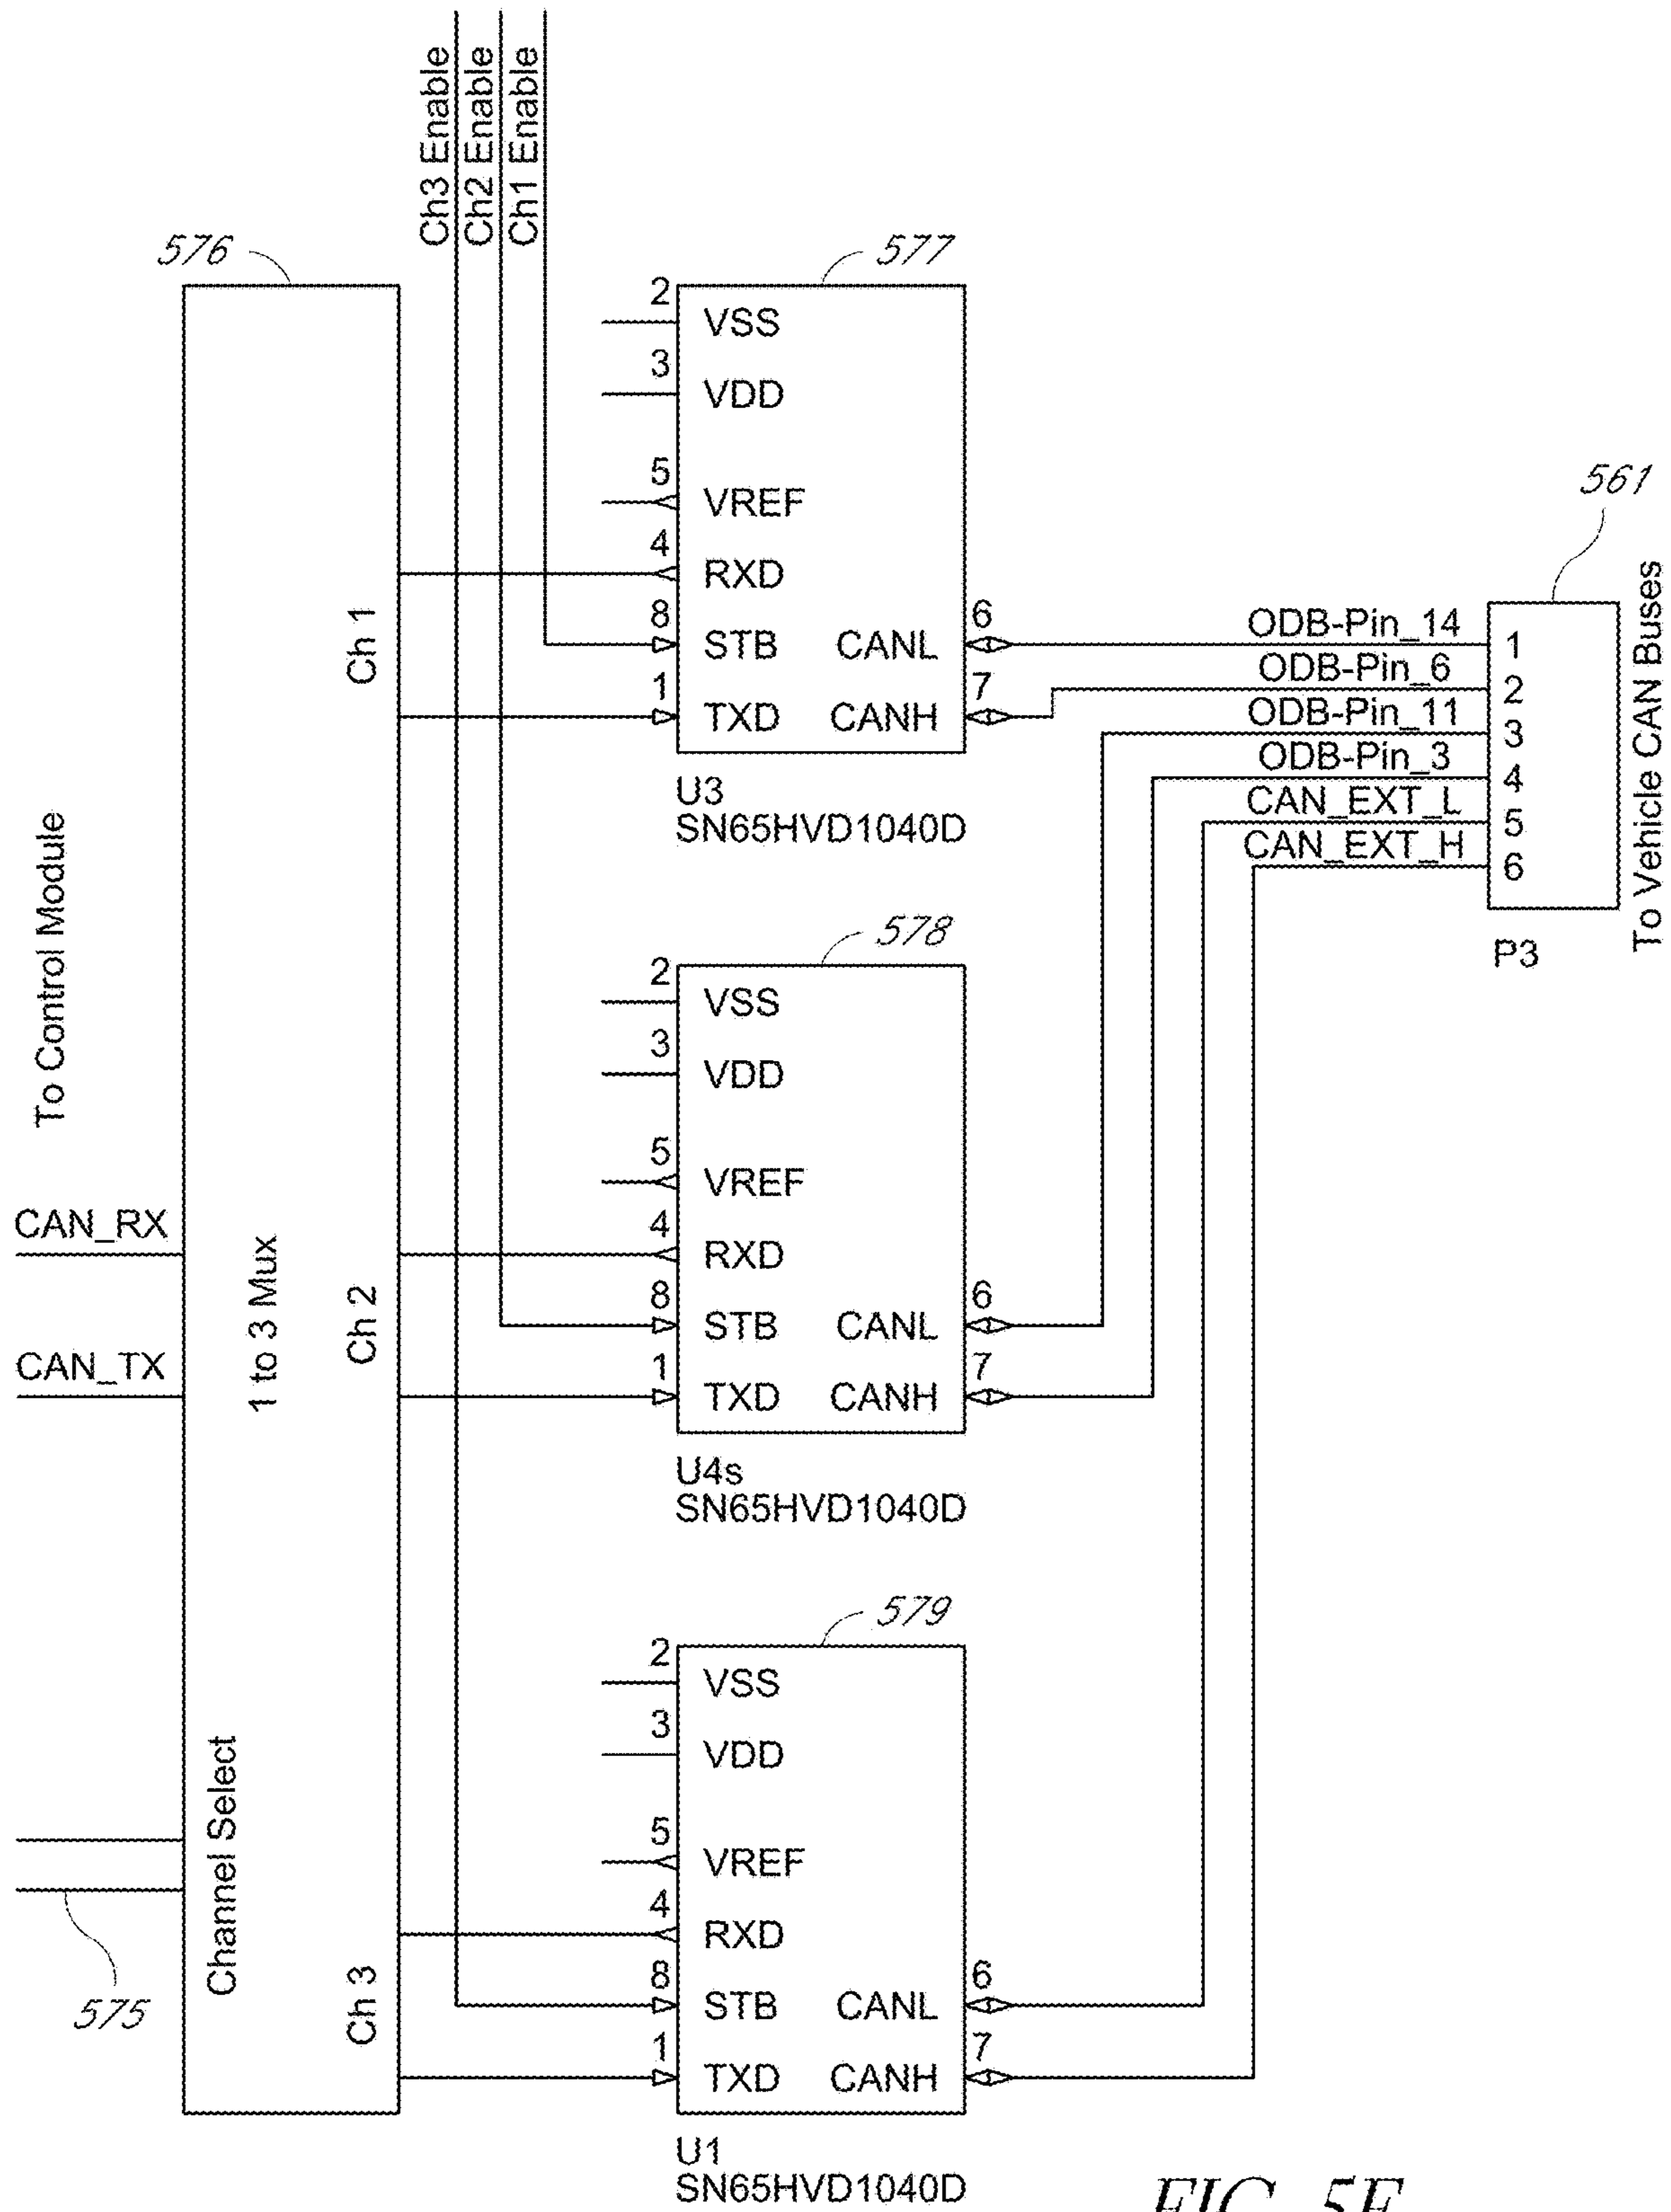 Ch3 Enable
Ch2 Enable
Ch1 Enable
576
577
2
VSS
3
VDD
5
VREF
4
RXD
8
STB
CANL
6
1
TXD
CANH
7
U3
SN65HVD1040D
Ch 1
561
ODB-Pin_14
1
ODB-Pin_6
2
ODB-Pin_11
3
ODB-Pin_3
4
CAN_EXT_L
5
CAN_EXT_H
6
P3
To Vehicle CAN Buses
To Control Module
CAN_RX
CAN_TX
1 to 3 Mux
Ch 2
578
2
VSS
3
VDD
5
VREF
4
RXD
8
STB
CANL
6
1
TXD
CANH
7
U4s
SN65HVD1040D
Channel Select
575
Ch 3
579
2
VSS
3
VDD
5
VREF
4
RXD
8
STB
CANL
6
1
TXD
CANH
7
U1
SN65HVD1040D